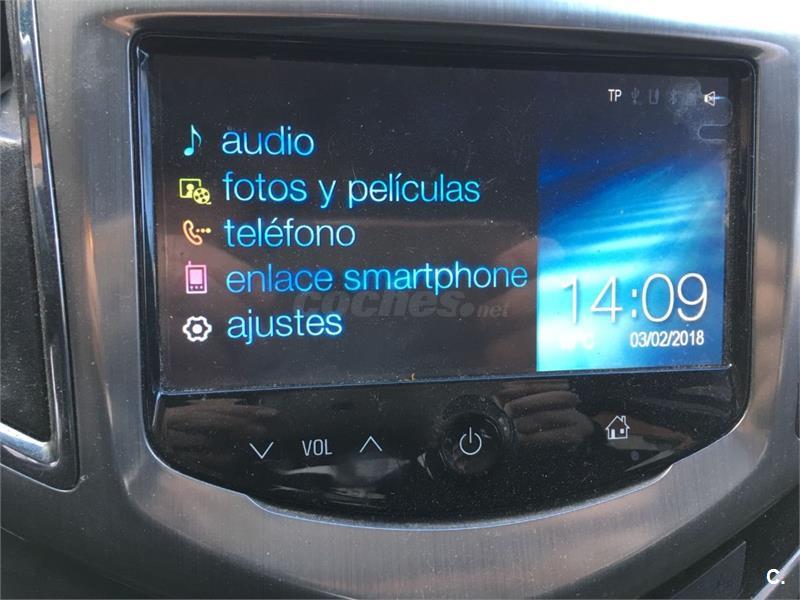 TP
audio
fotos y películas
teléfono
enlace smartphone
ajustes
coches.net
14:09
03/02/2018
VOL
C.